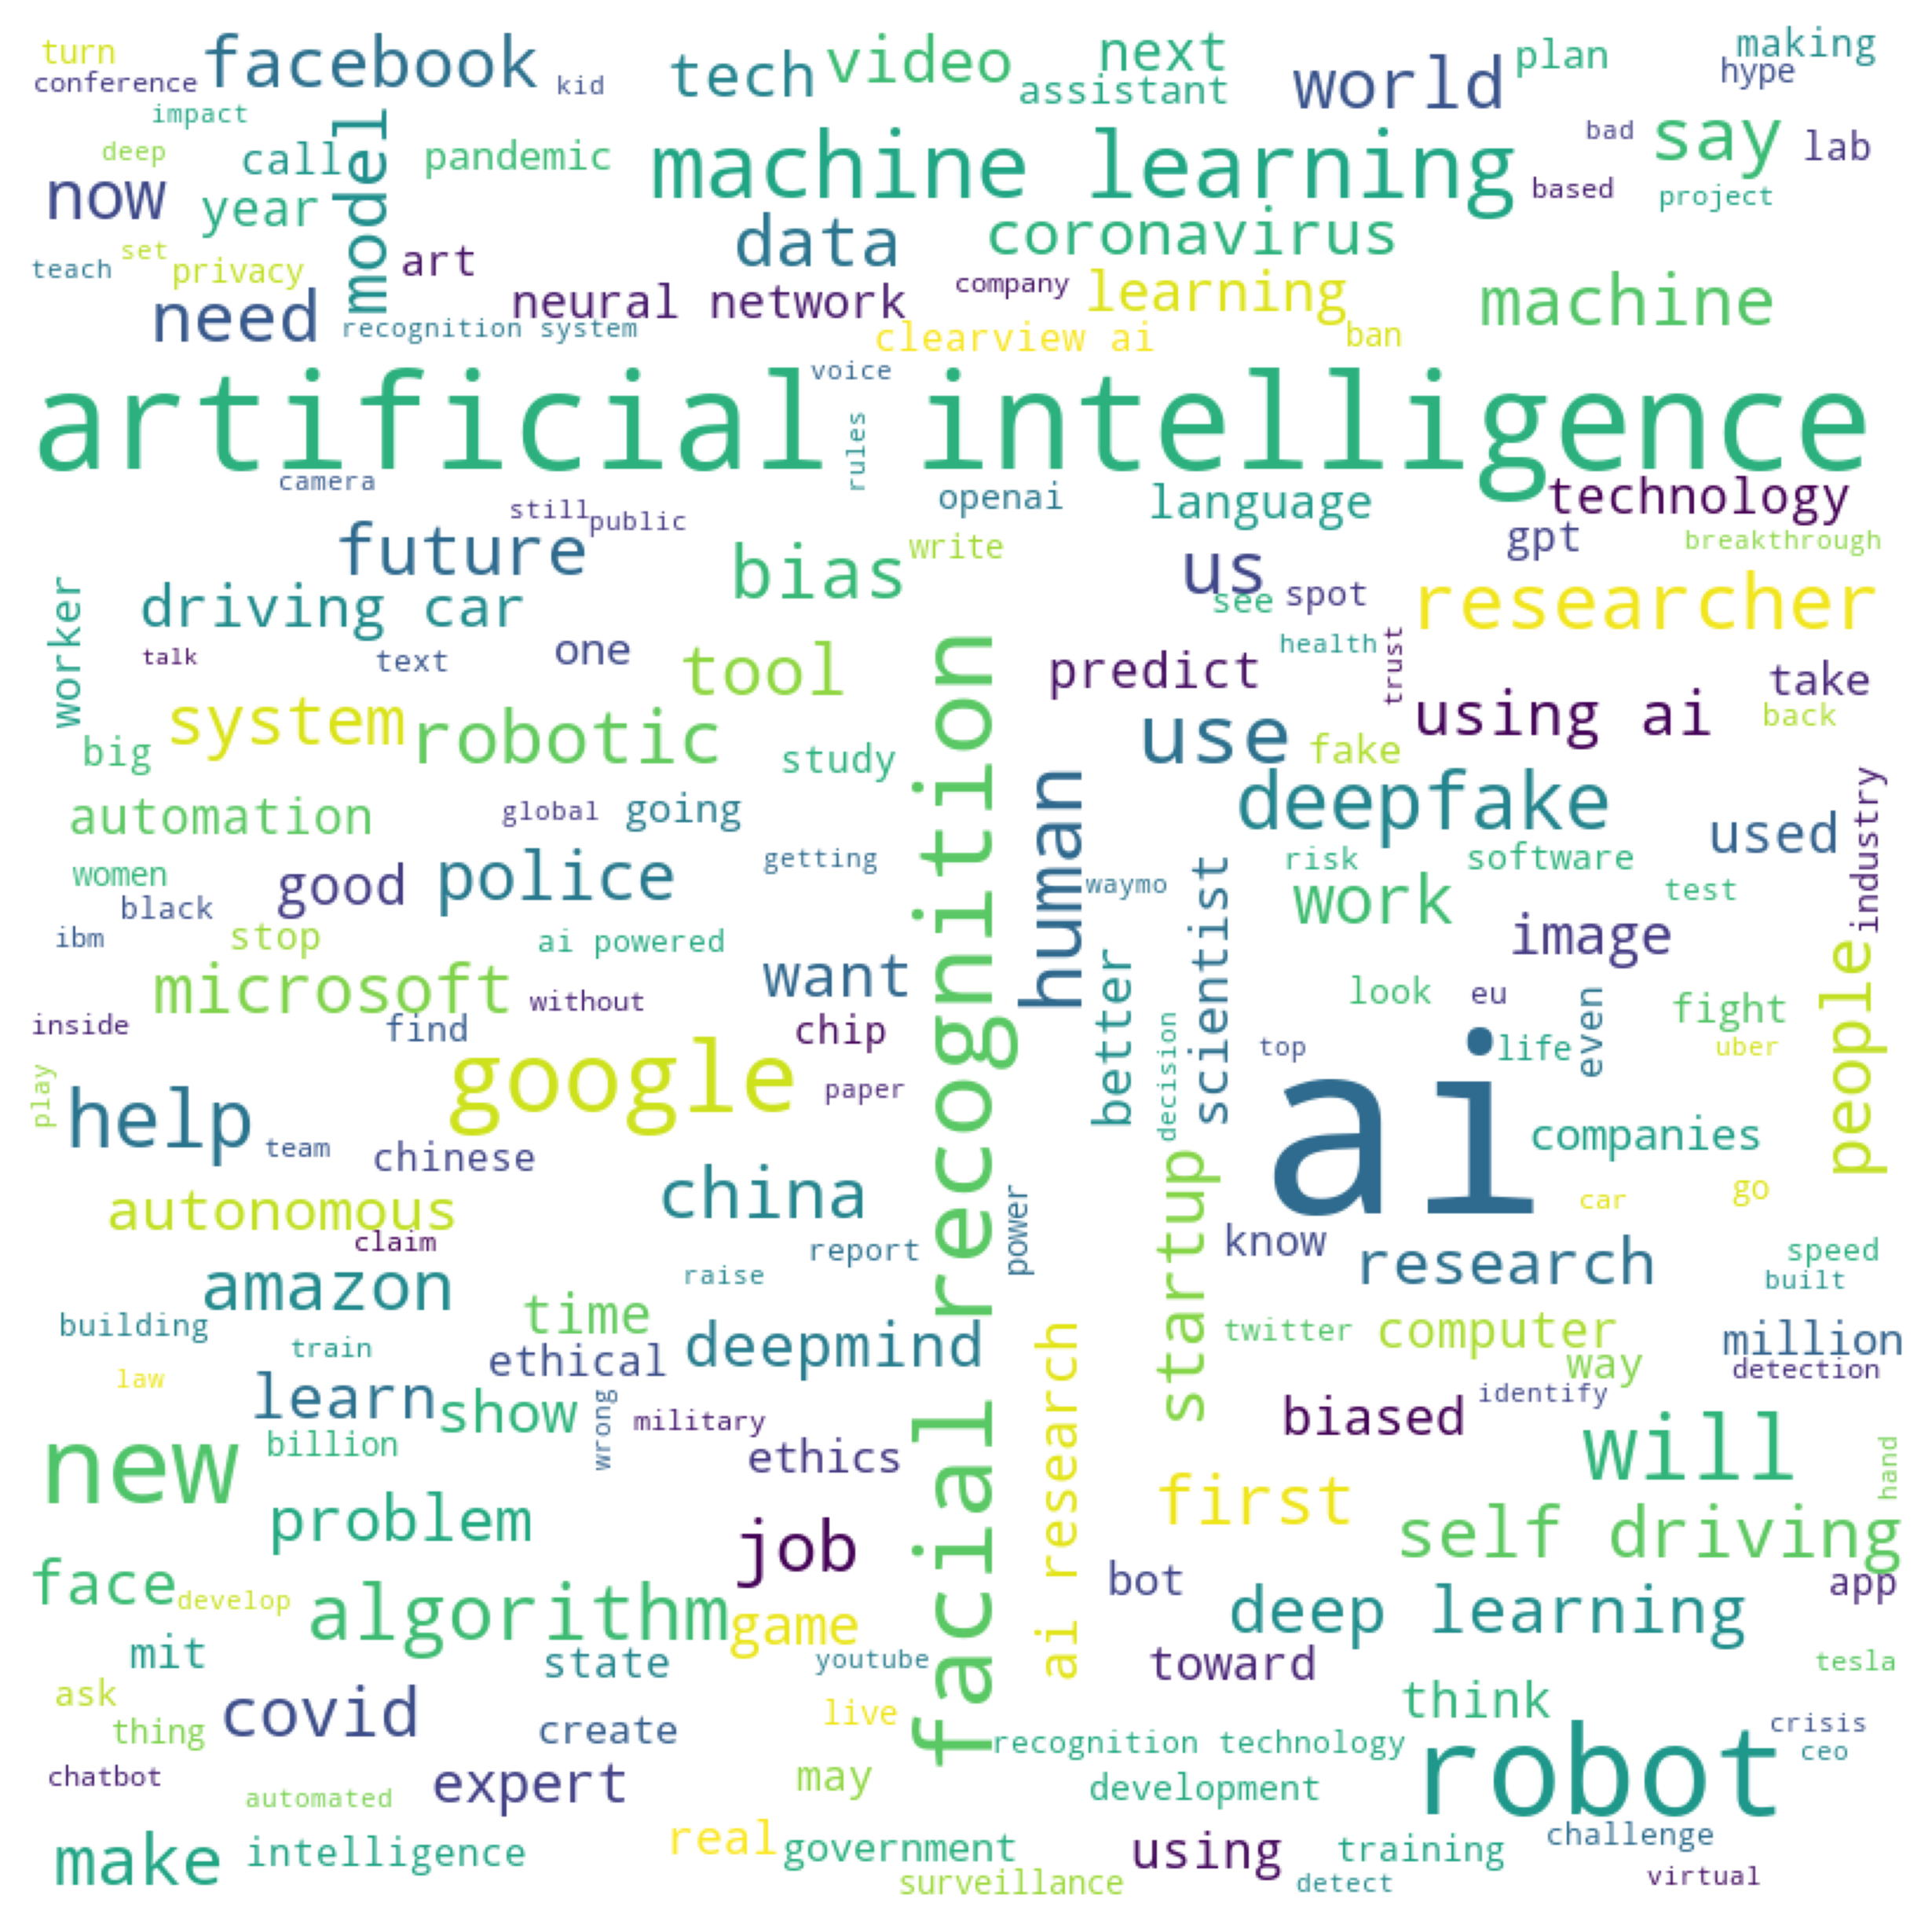 turn
facebook
tech
video
next
world
plan
making
conference
kid
assistant
hype
impact
model
machine learning
bad
say
lab
deep
call
pandemic
now
year
based
project
data
coronavirus
teach
set
privacy
art
neural network
company
learning
machine
need
recognition system
clearview ai
ban
voice
artificial intelligence
rules
camera
still
public
openai
language
technology
future
bias
write
us
gpt
breakthrough
worker
driving car
see
spot
researcher
talk
text
one
tool
predict
health
trust
using ai
take
system
robotic
facial recognition
use
fake
back
big
study
human
deepfake
automation
global
going
used
industry
women
good
police
getting
waymo
scientist
risk
software
black
work
test
ibm
stop
ai powered
image
microsoft
without
want
better
look
eu
even
fight
people
inside
find
chip
decision
top
life
uber
play
help
google
paper
ai
team
chinese
companies
autonomous
china
power
startup
car
go
claim
report
know
research
speed
amazon
raise
built
building
time
deepmind
ai research
twitter
computer
million
train
ethical
way
detection
law
learn
show
wrong
military
biased
identify
billion
new
ethics
will
hand
problem
job
first
self driving
face
develop
algorithm
game
bot
deep learning
app
mit
state
youtube
toward
tesla
ask
covid
live
think
thing
create
recognition technology
crisis
chatbot
expert
may
development
robot
ceo
automated
make
intelligence
real
government
using
training
challenge
surveillance
detect
virtual